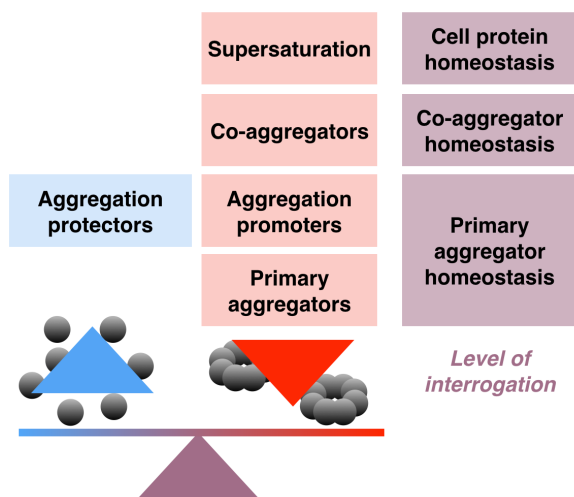 Supersaturation
Cell protein
homeostasis
Co-aggregators
Co-aggregator
homeostasis
Aggregation
protectors
Aggregation
promoters
Primary
aggregators
Primary
aggregator
homeostasis
Level of
interrogation